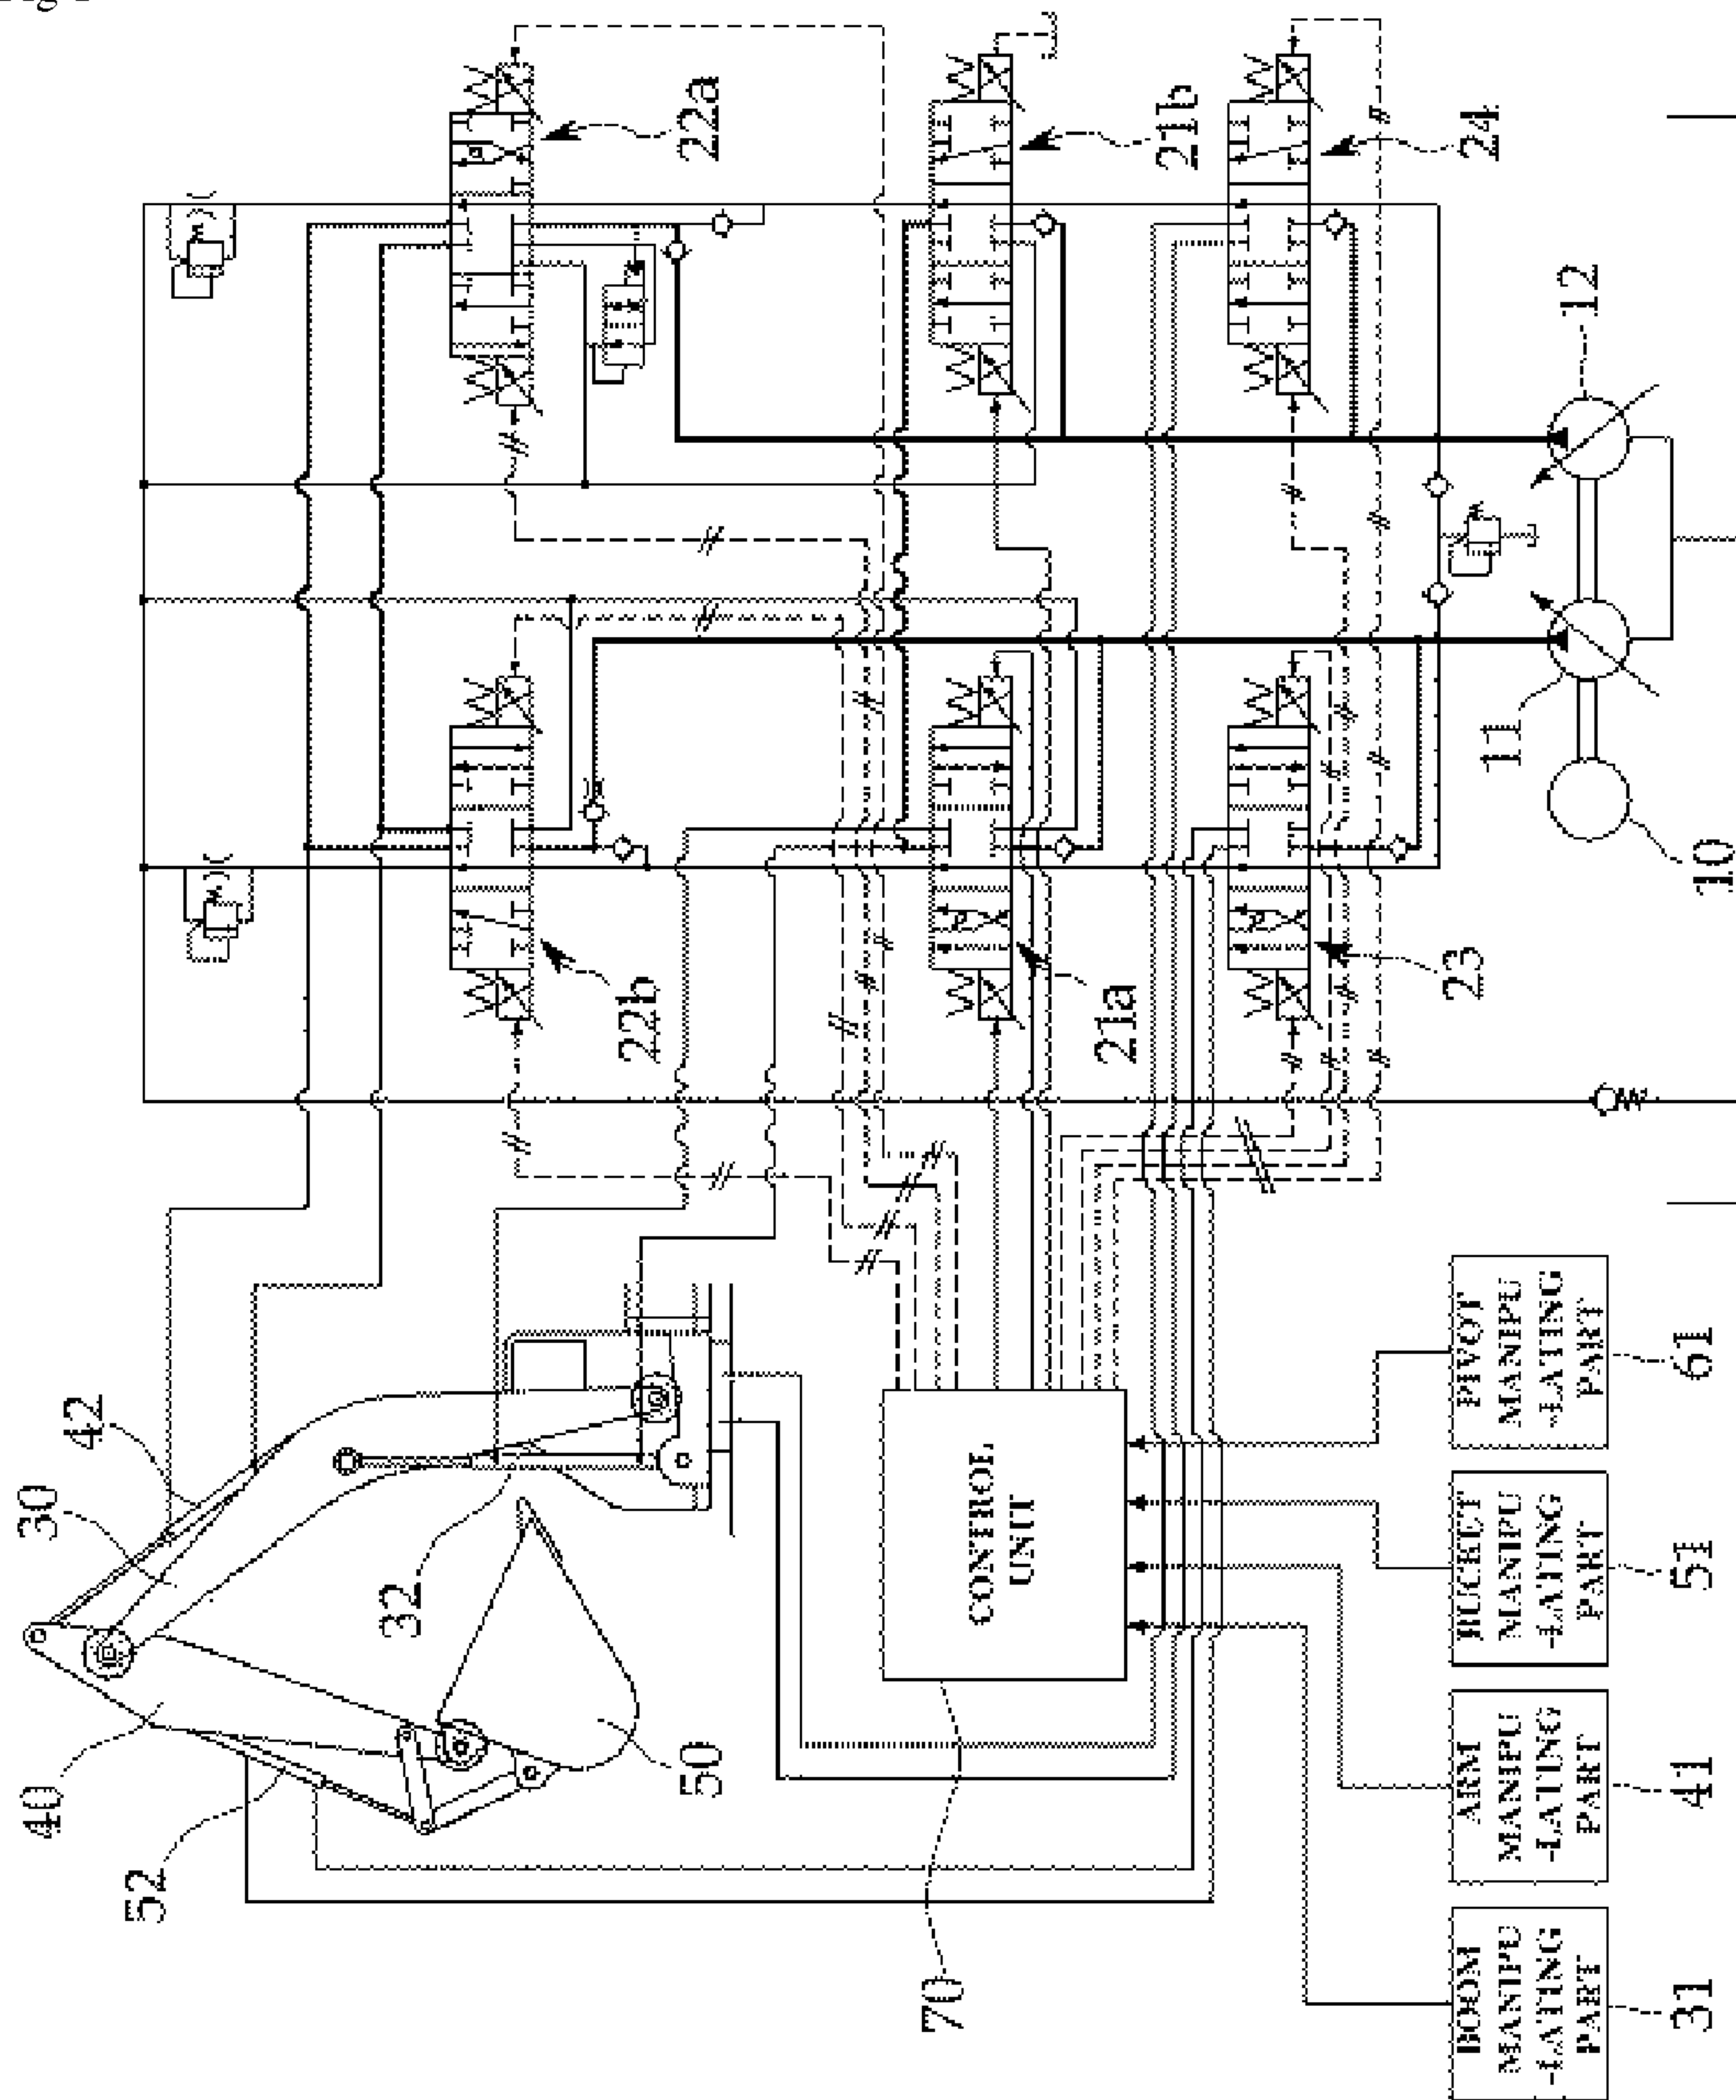 42
30
32
40
52
50
22a
21b
24
12
22b
21a
23
11
10
CONTROL
UNIT
70
BOOM
MANIPU
-LATING
PART
31
ARM
MANIPU
-LATING
PART
41
BUCKET
MANIPU
-LATING
PART
51
PIVOT
MANIPU
-LATING
PART
61